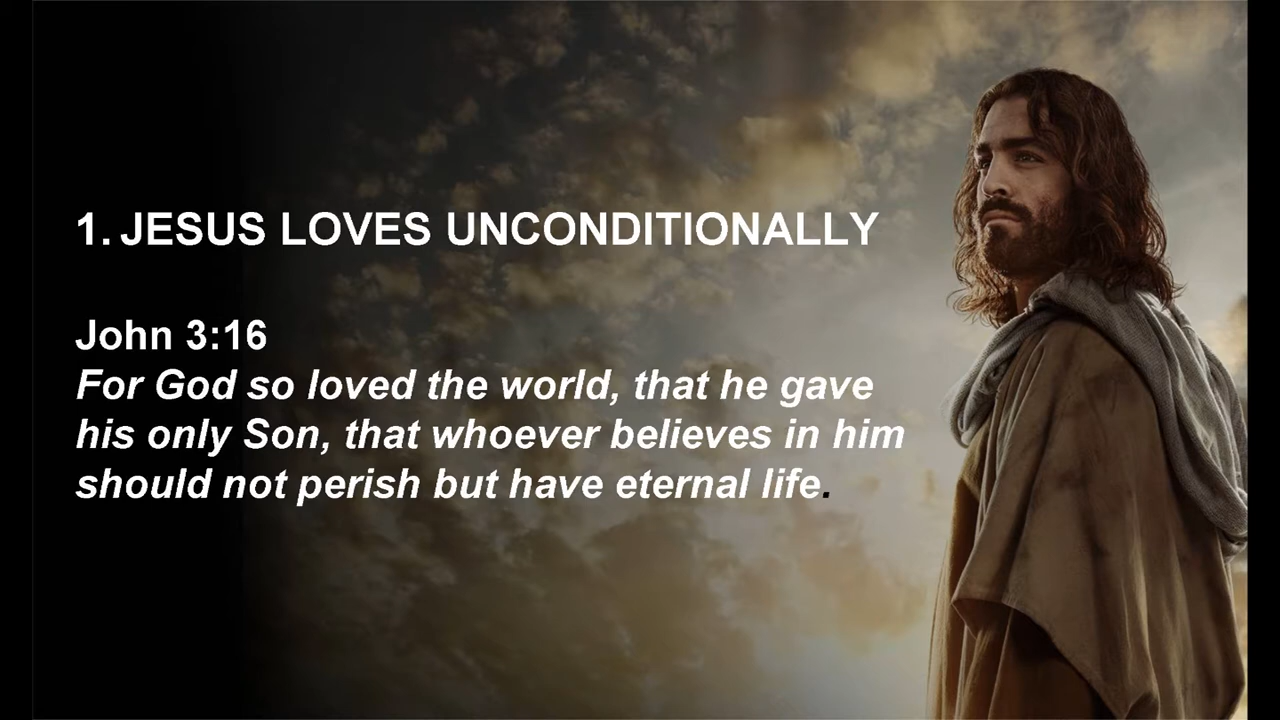 1. JESUS LOVES UNCONDITIONALLY
John 3:16
For God so loved the world, that he gave
his only Son, that whoever believes in him
should not perish but have eternal life.